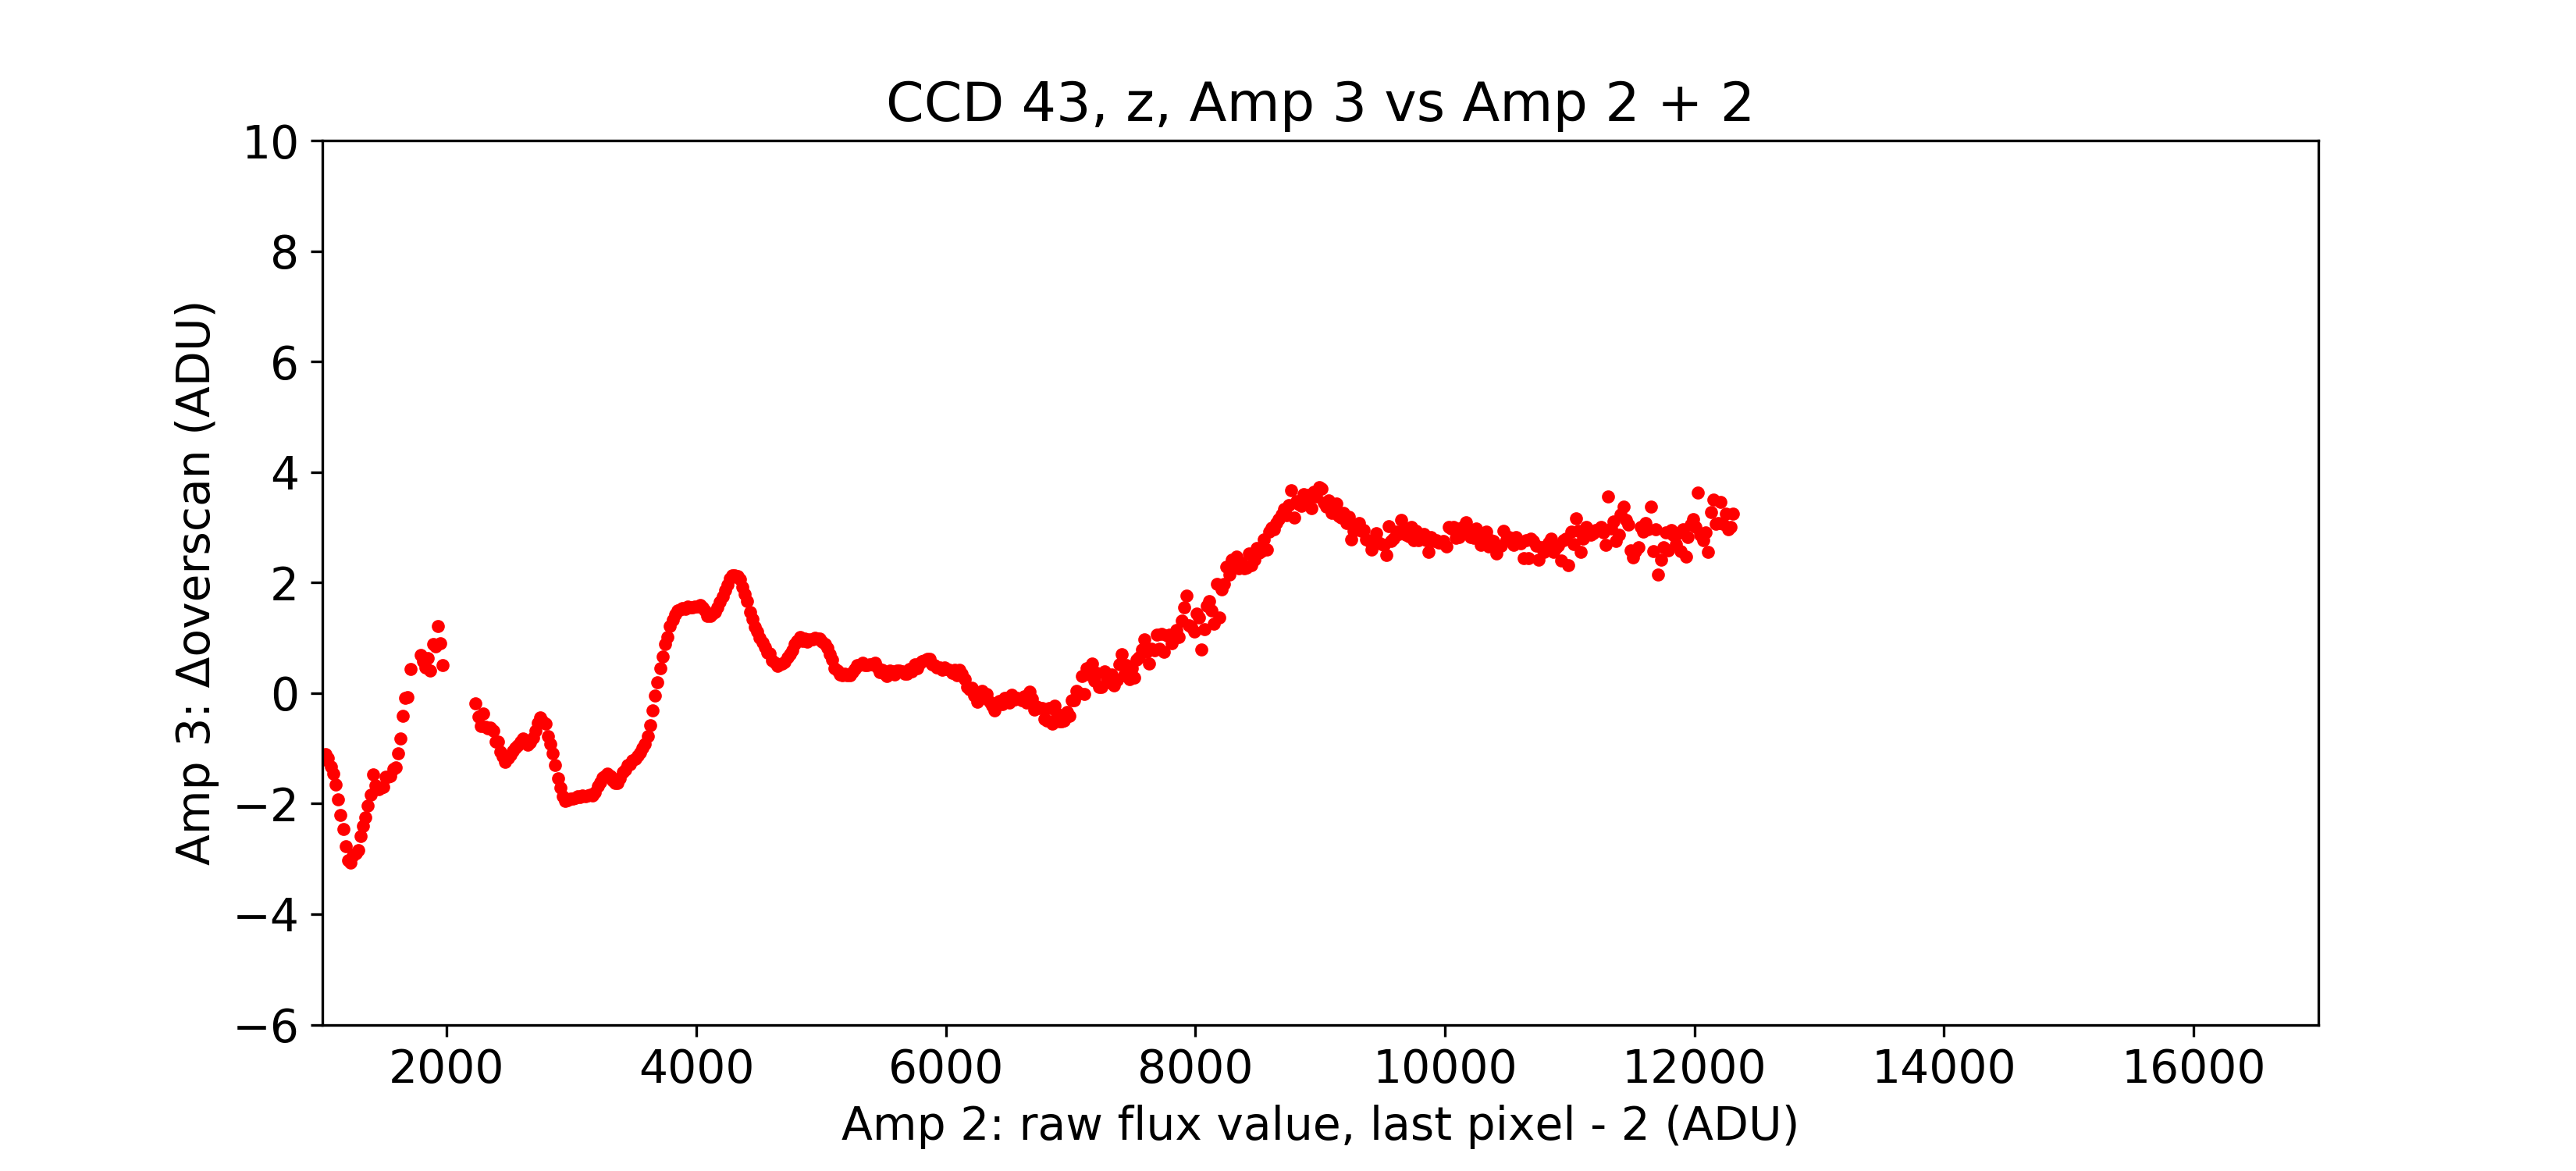 CCD 43, z, Amp 3 vs Amp 2 + 2
10
8
6
4
2
0
−2
−4
−6
Amp 3: Δoverscan (ADU)
2000 4000 6000 8000 10000 12000 14000 16000
Amp 2: raw flux value, last pixel - 2 (ADU)